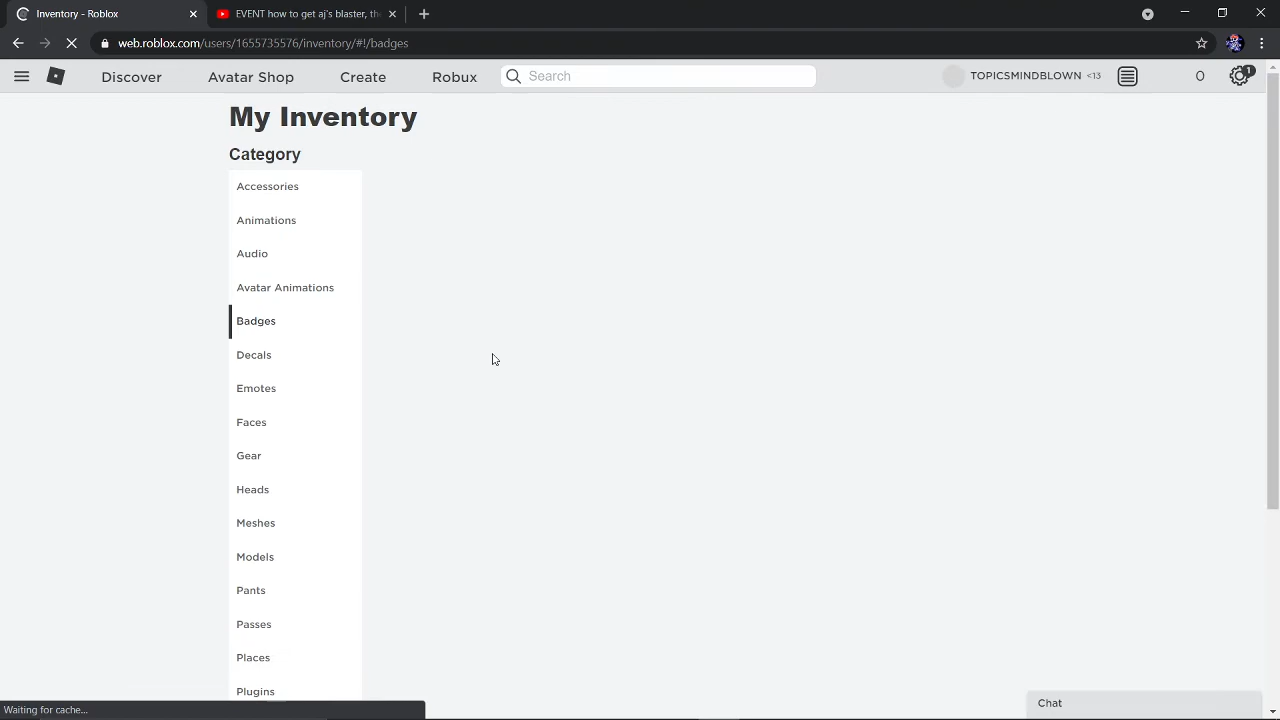 Inventory - Roblox
EVENT how to get aj's blaster, the
web.roblox.com/users/1655735576/inventory/#!/badges
Discover
Avatar Shop
Create
Robux
Search
TOPICSMINDBLOWN <13
0
1
My Inventory
Category
Accessories
Animations
Audio
Avatar Animations
Badges
Decals
Emotes
Faces
Gear
Heads
Meshes
Models
Pants
Passes
Places
Plugins
Waiting for cache...
Chat